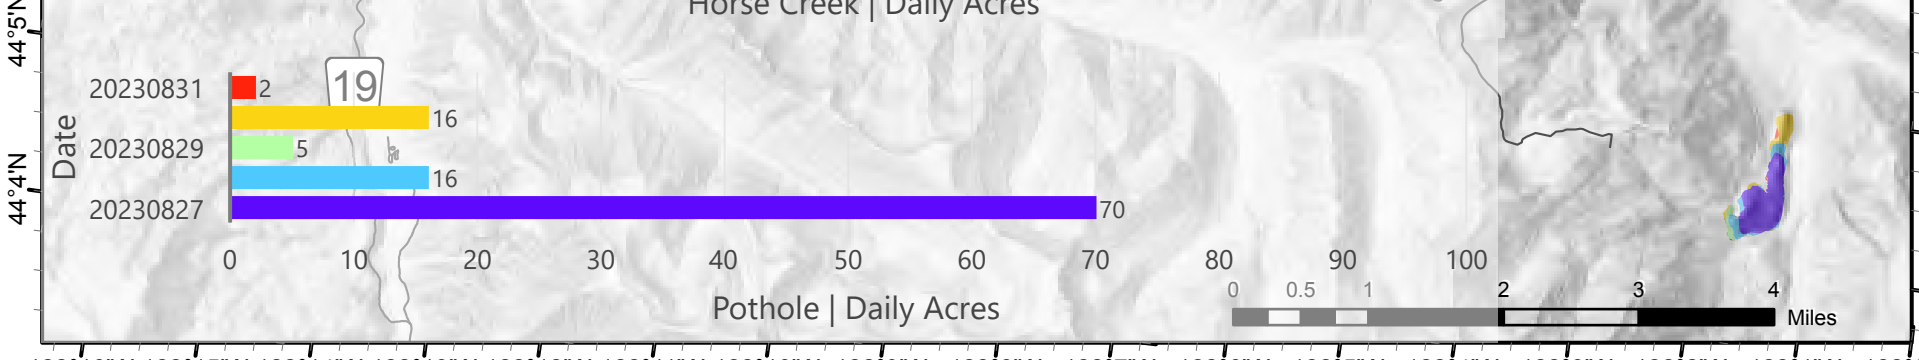 Horse Creek | Daily Acres
44°5'N
19
20230831 2
16
Date
20230829 5
16
44°4'N
20230827 70
0 10 20 30 40 50 60 70 80 90 100
0 0.5 1 2 3 4
Miles
Pothole | Daily Acres